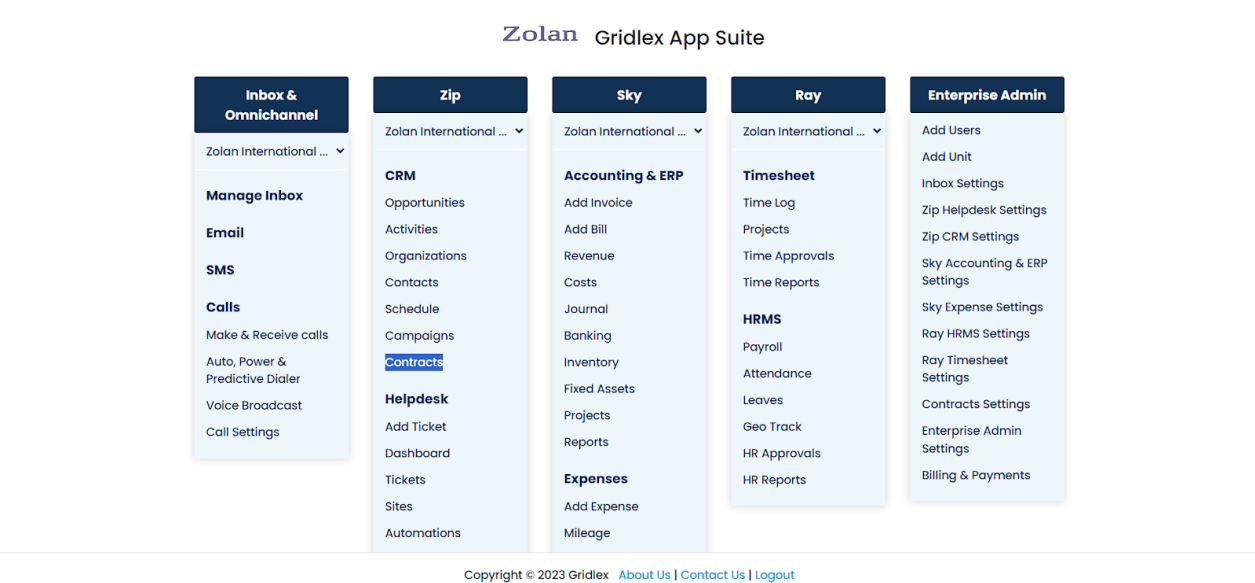 Zolan Gridlex App Suite
Inbox &
Omnichannel
Zolan International ...
Manage Inbox
Email
SMS
Calls
Make & Receive calls
Auto, Power &
Predictive Dialer
Voice Broadcast
Call Settings
Zip
Zolan International ...
CRM
Opportunities
Activities
Organizations
Contacts
Schedule
Campaigns
Contracts
Helpdesk
Add Ticket
Dashboard
Tickets
Sites
Automations
Sky
Zolan International ...
Accounting & ERP
Add Invoice
Add Bill
Revenue
Costs
Journal
Banking
Inventory
Fixed Assets
Projects
Reports
Expenses
Add Expense
Mileage
Ray
Zolan International ...
Timesheet
Time Log
Projects
Time Approvals
Time Reports
HRMS
Payroll
Attendance
Leaves
Geo Track
HR Approvals
HR Reports
Enterprise Admin
Add Users
Add Unit
Inbox Settings
Zip Helpdesk Settings
Zip CRM Settings
Sky Accounting & ERP
Settings
Sky Expense Settings
Ray HRMS Settings
Ray Timesheet
Settings
Contracts Settings
Enterprise Admin
Settings
Billing & Payments
Copyright © 2023 Gridlex About Us | Contact Us | Logout